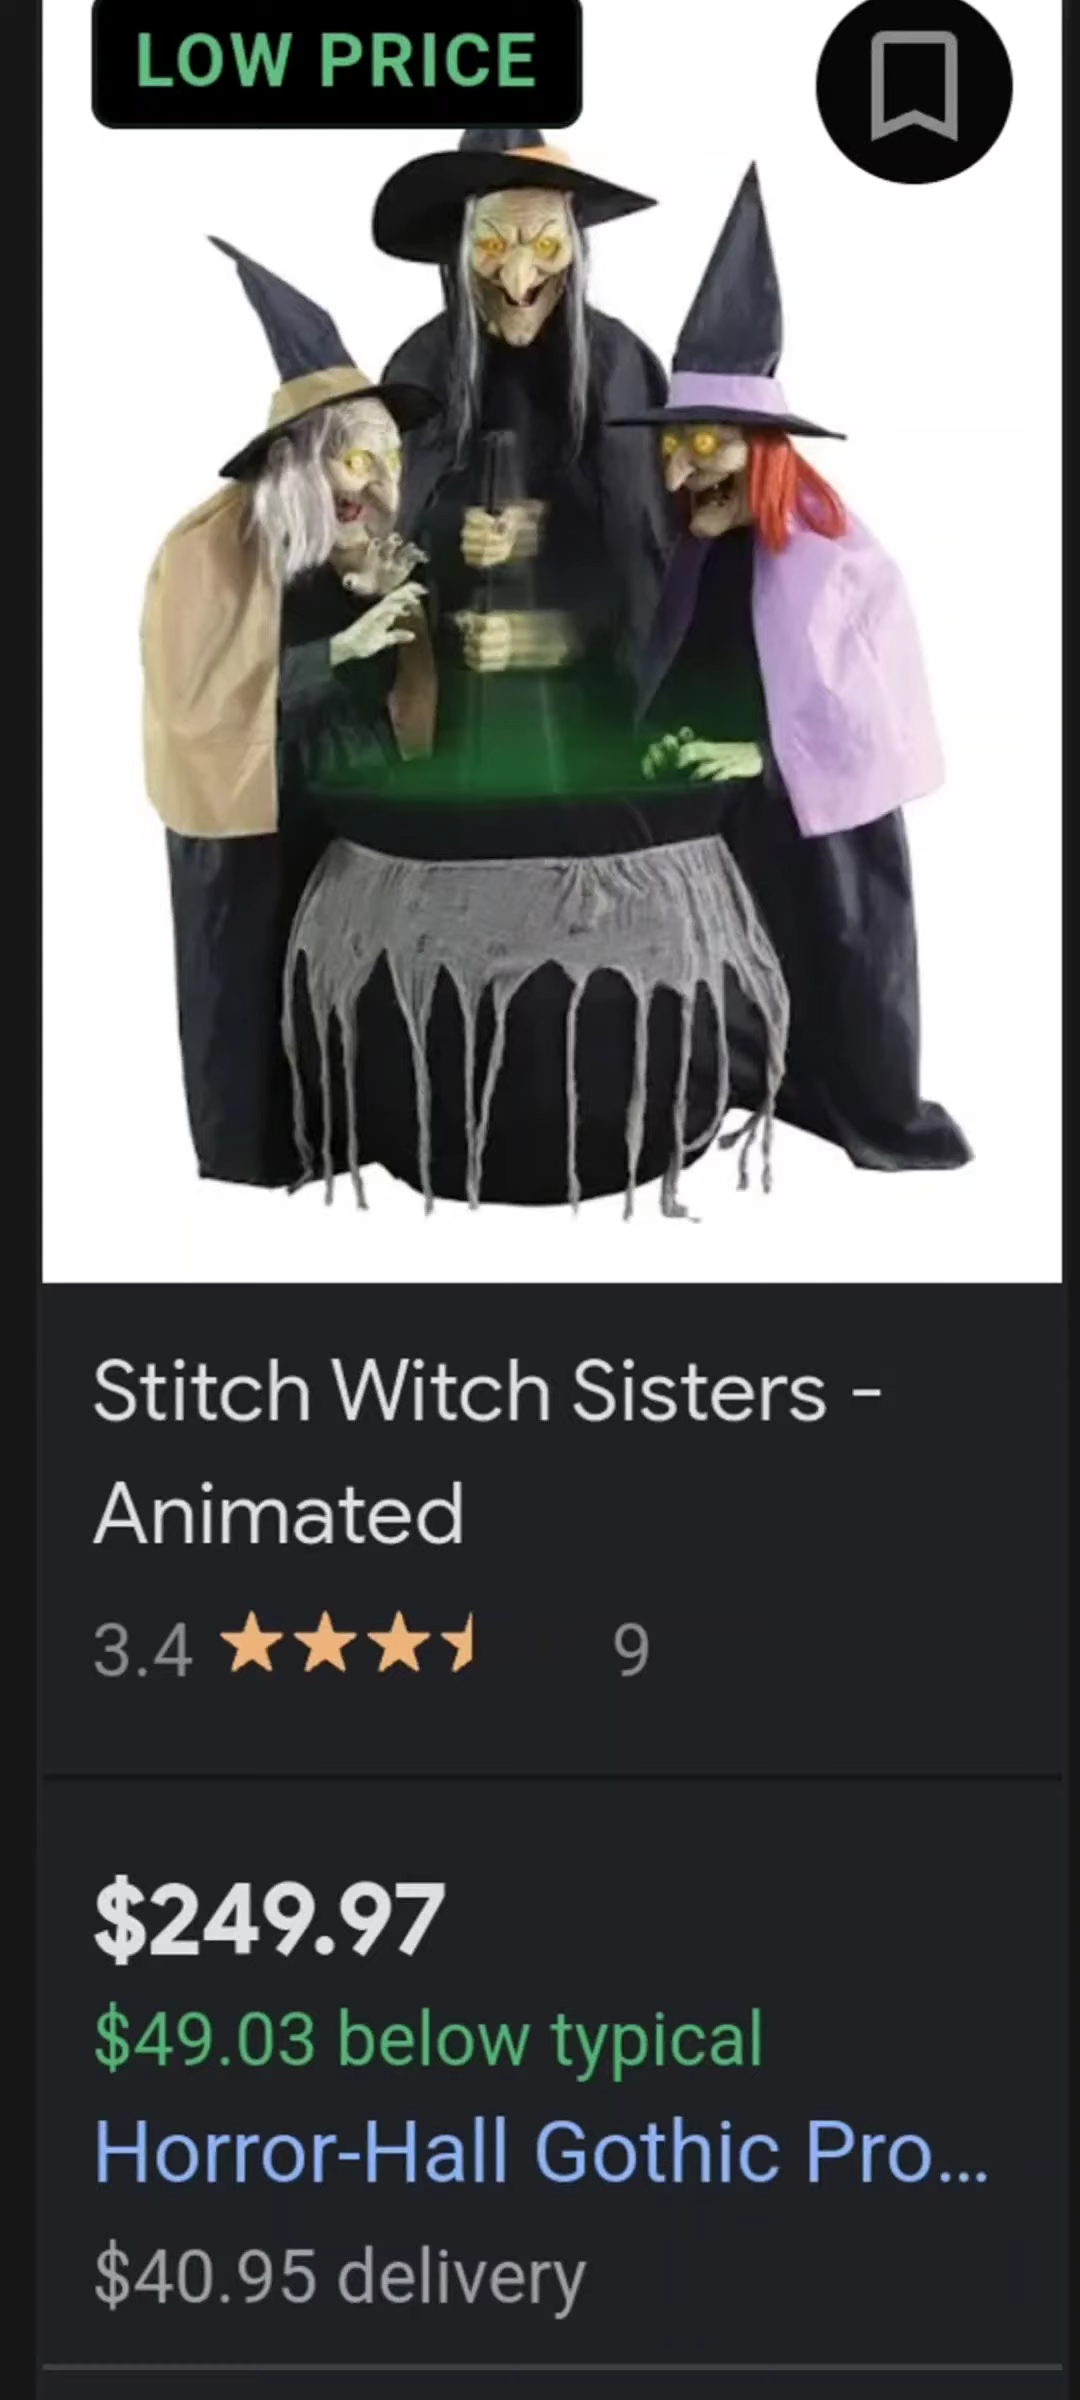 LOW PRICE
Stitch Witch Sisters -
Animated
3.4 9
$249.97
$49.03 below typical
Horror-Hall Gothic Pro...
$40.95 delivery